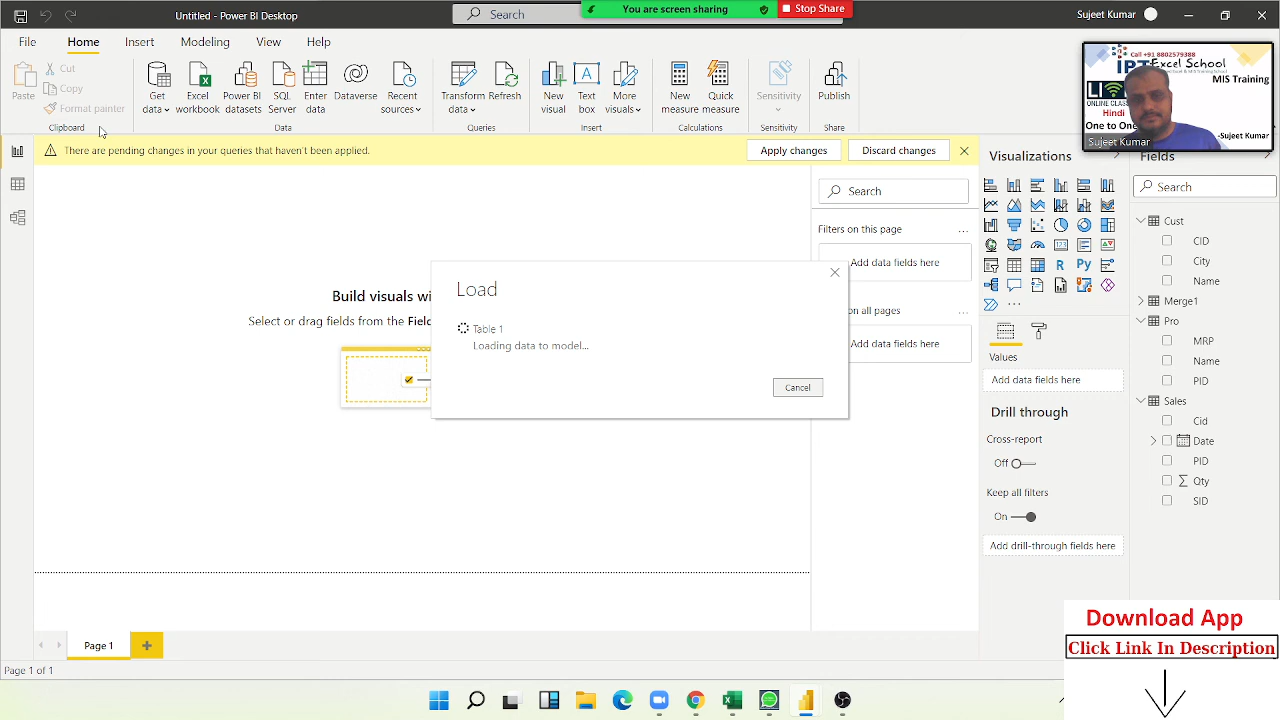 Untitled - Power BI Desktop
Search
You are screen sharing
Stop Share
Sujeet Kumar
File
Home
Insert
Modeling
View
Help
Paste
Cut
Copy
Format painter
Clipboard
Get data
Excel workbook
Power BI datasets
SQL Server
Enter data
Dataverse
Recent sources
Data
Transform data
Refresh
Queries
New visual
Text box
More visuals
Insert
New measure
Quick measure
Calculations
Sensitivity
Sensitivity
Publish
Share
Call +91 8802579388
Excel School
MIS Training
ONLINE CLASS
Hindi
One to One
-Sujeet Kumar
Sujeet Kumar
There are pending changes in your queries that haven't been applied.
Apply changes
Discard changes
Visualizations
Fields
Search
Search
Filters on this page
...
Add data fields here
on all pages
...
Add data fields here
Build visuals wi
Select or drag fields from the Field
Load
Table 1
Loading data to model...
Cancel
R
Py
...
Values
Add data fields here
Drill through
Cross-report
Off
Keep all filters
On
Add drill-through fields here
Cust
CID
City
Name
Merge1
Pro
MRP
Name
PID
Sales
Cid
Date
PID
Qty
SID
Page 1
Page 1 of 1
Download App
Click Link In Description